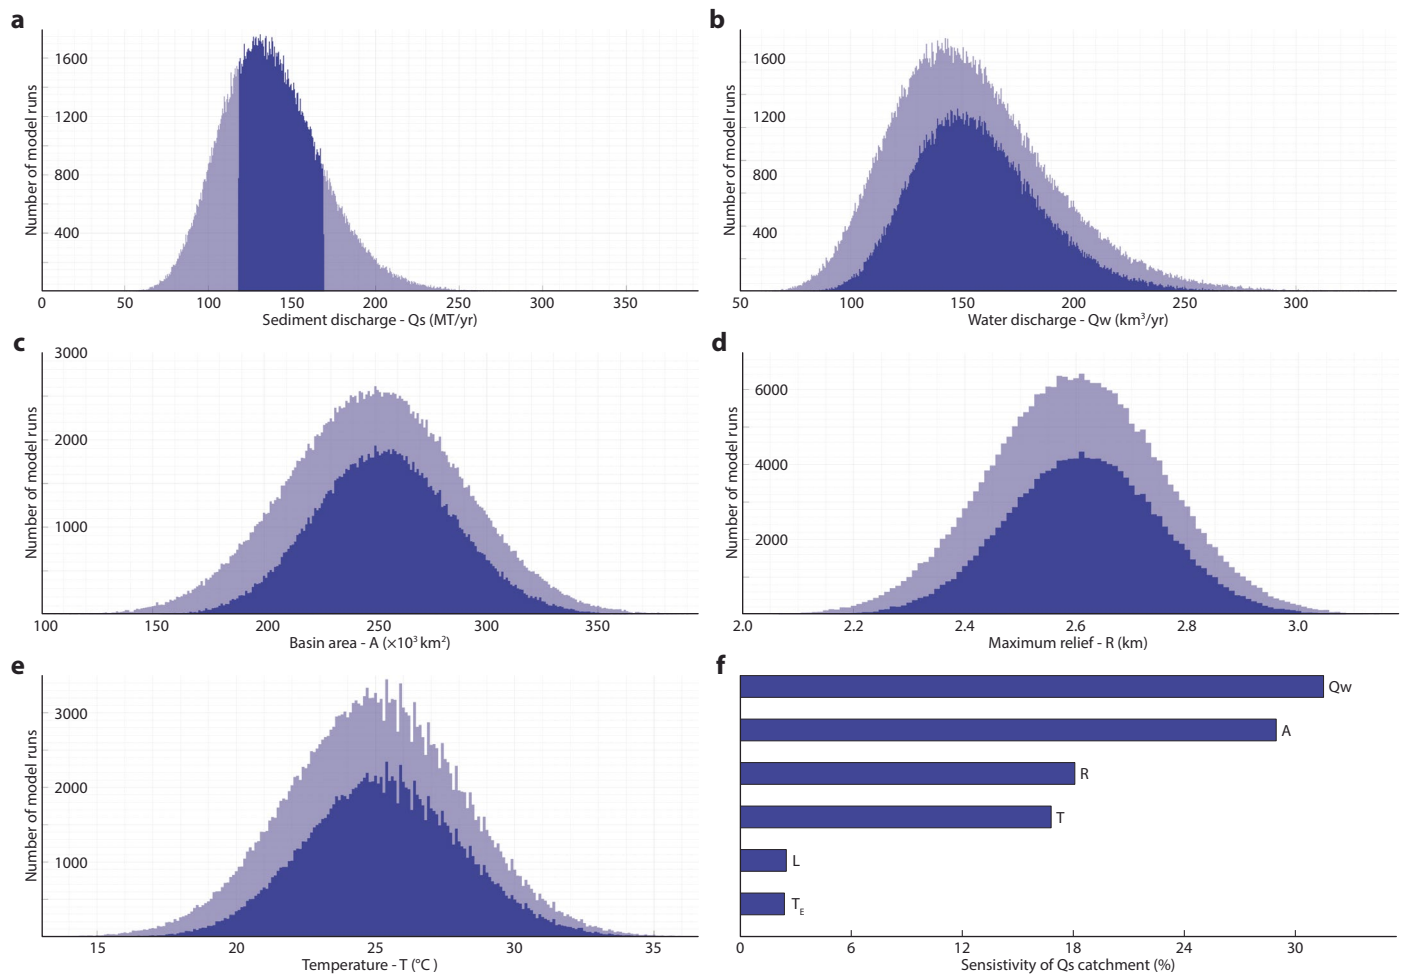 a
Number of model runs
1600
1200
800
400
0 50 100 150 200 250 300 350
Sediment discharge - Qs (MT/yr)
b
Number of model runs
1600
1200
800
400
50 100 150 200 250 300
Water discharge - Qw (km³/yr)
c
Number of model runs
3000
2000
1000
100 150 200 250 300 350
Basin area - A (×10³ km²)
d
Number of model runs
6000
4000
2000
2.0 2.2 2.4 2.6 2.8 3.0
Maximum relief - R (km)
e
Number of model runs
3000
2000
1000
15 20 25 30 35
Temperature - T (°C )
f
Qw
A
R
T
L
T_E
0 6 12 18 24 30
Sensistivity of Qs catchment (%)